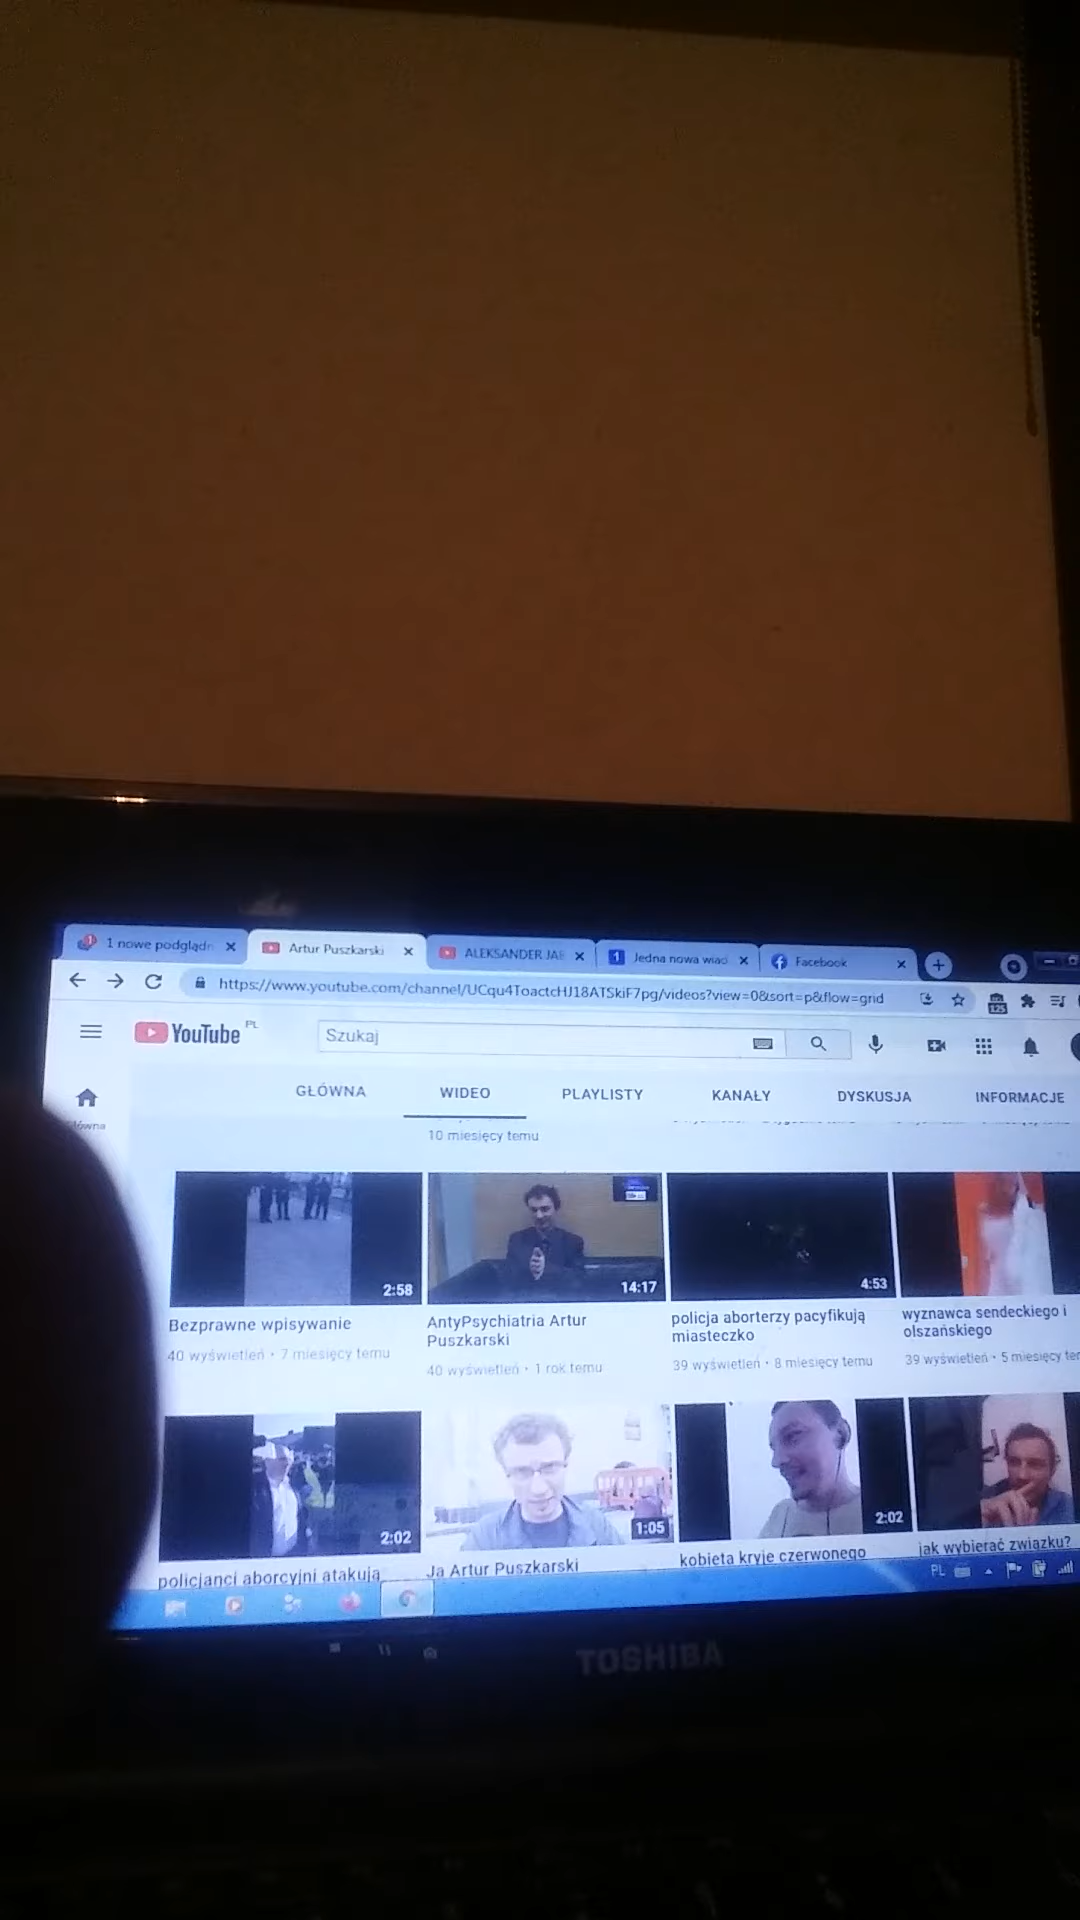 1 nowe podglądn
Artur Puszkarski
ALEKSANDER JAB
Jedna nowa wiad
Facebook
https://www.youtube.com/channel/UCqu4ToactcHJ18ATSkiF7pg/videos?view=0&sort=p&flow=grid
125
YouTube PL
Szukaj
GŁÓWNA WIDEO PLAYLISTY KANAŁY DYSKUSJA INFORMACJE
10 miesięcy temu
2:58
14:17
4:53
Bezprawne wpisywanie
40 wyświetleń • 7 miesięcy temu
AntyPsychiatria Artur
Puszkarski
40 wyświetleń • 1 rok temu
policja aborterzy pacyfikują
miasteczko
39 wyświetleń • 8 miesięcy temu
wyznawca sendeckiego i
olszańskiego
39 wyświetleń • 5 miesięcy tem
2:02
1:05
2:02
policjanci aborcyjni atakują
Ja Artur Puszkarski
kobieta kryje czerwonego
jak wybierać związku?
PL
TOSHIBA